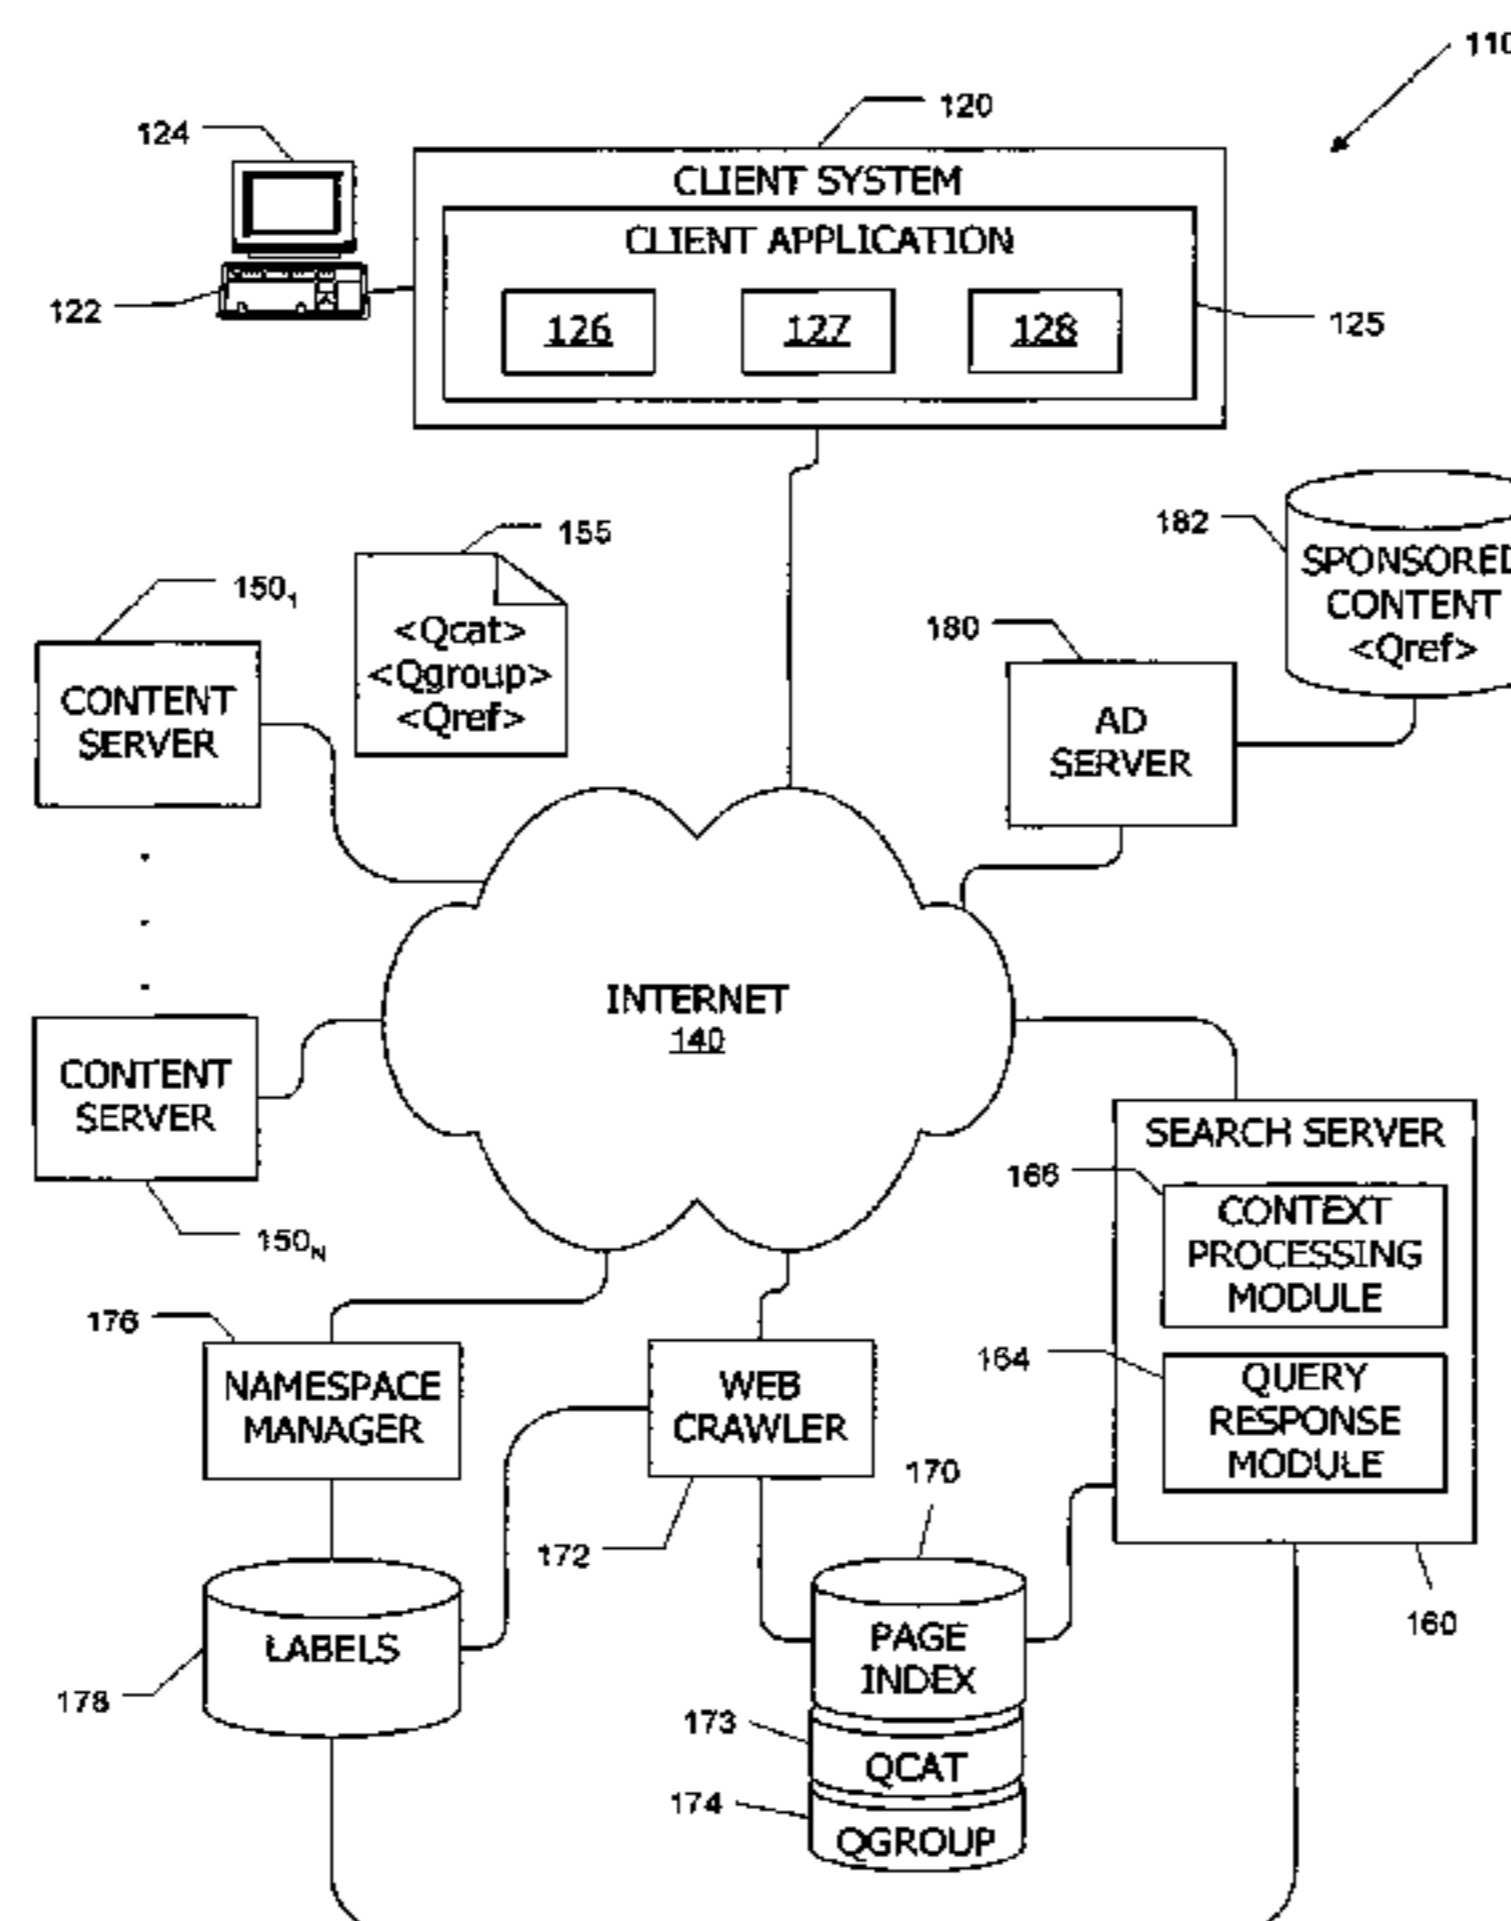 110
120
124
CLIENT SYSTEM
CLIENT APPLICATION
122
126
127
128
125
155
182
SPONSORED
CONTENT
<Qref>
150₁
<Qcat>
<Qgroup>
<Qref>
180
CONTENT
SERVER
AD
SERVER
INTERNET
140
CONTENT
SERVER
150N
SEARCH SERVER
166
CONTEXT
PROCESSING
MODULE
176
164
NAMESPACE
MANAGER
WEB
CRAWLER
QUERY
RESPONSE
MODULE
170
172
160
LABELS
PAGE
INDEX
178
173
QCAT
174
QGROUP